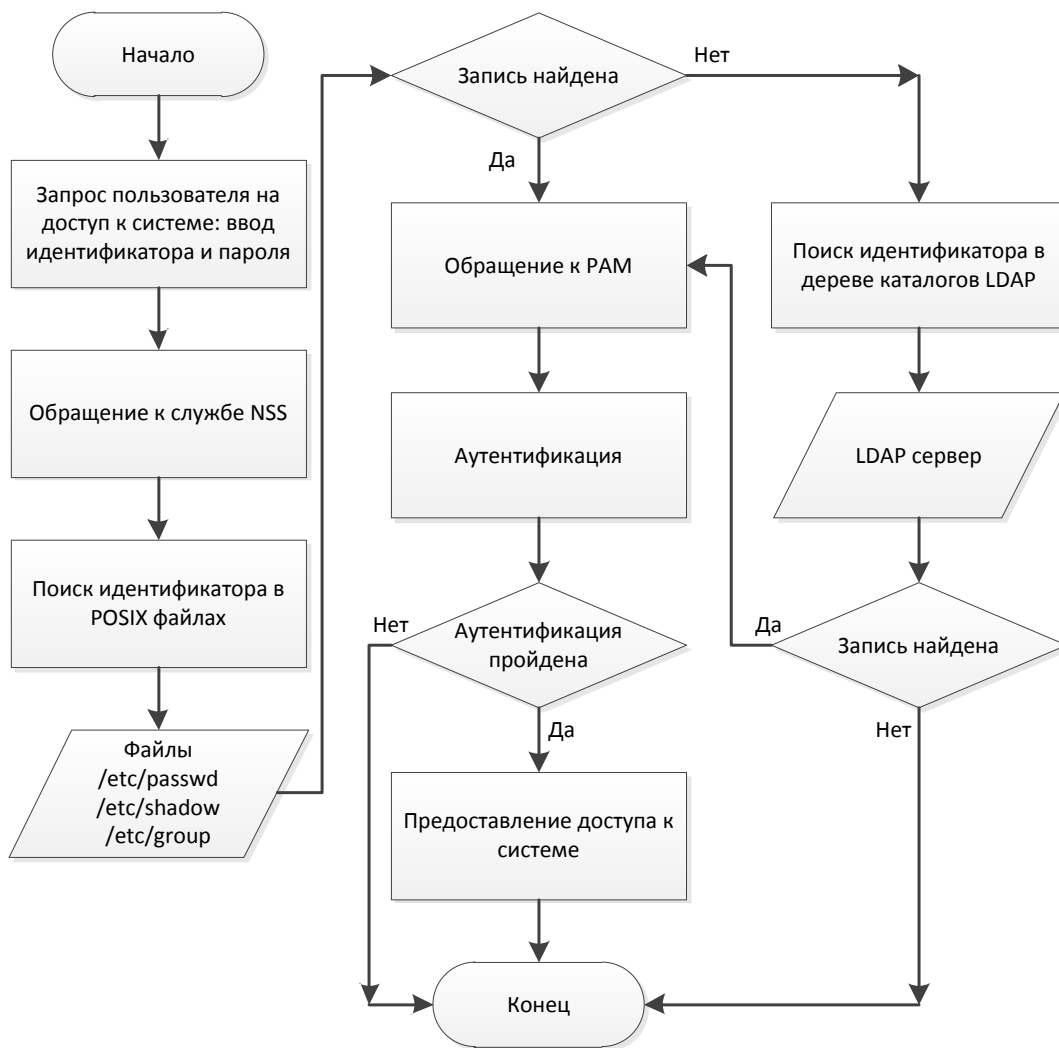 Начало
Запрос пользователя на
доступ к системе: ввод
идентификатора и пароля
Обращение к службе NSS
Поиск идентификатора в
POSIX файлах
Файлы
/etc/passwd
/etc/shadow
/etc/group
Запись найдена
Нет
Да
Обращение к PAM
Аутентификация
Нет
Аутентификация
пройдена
Да
Предоставление доступа к
системе
Конец
Поиск идентификатора в
дереве каталогов LDAP
LDAP сервер
Да
Запись найдена
Нет